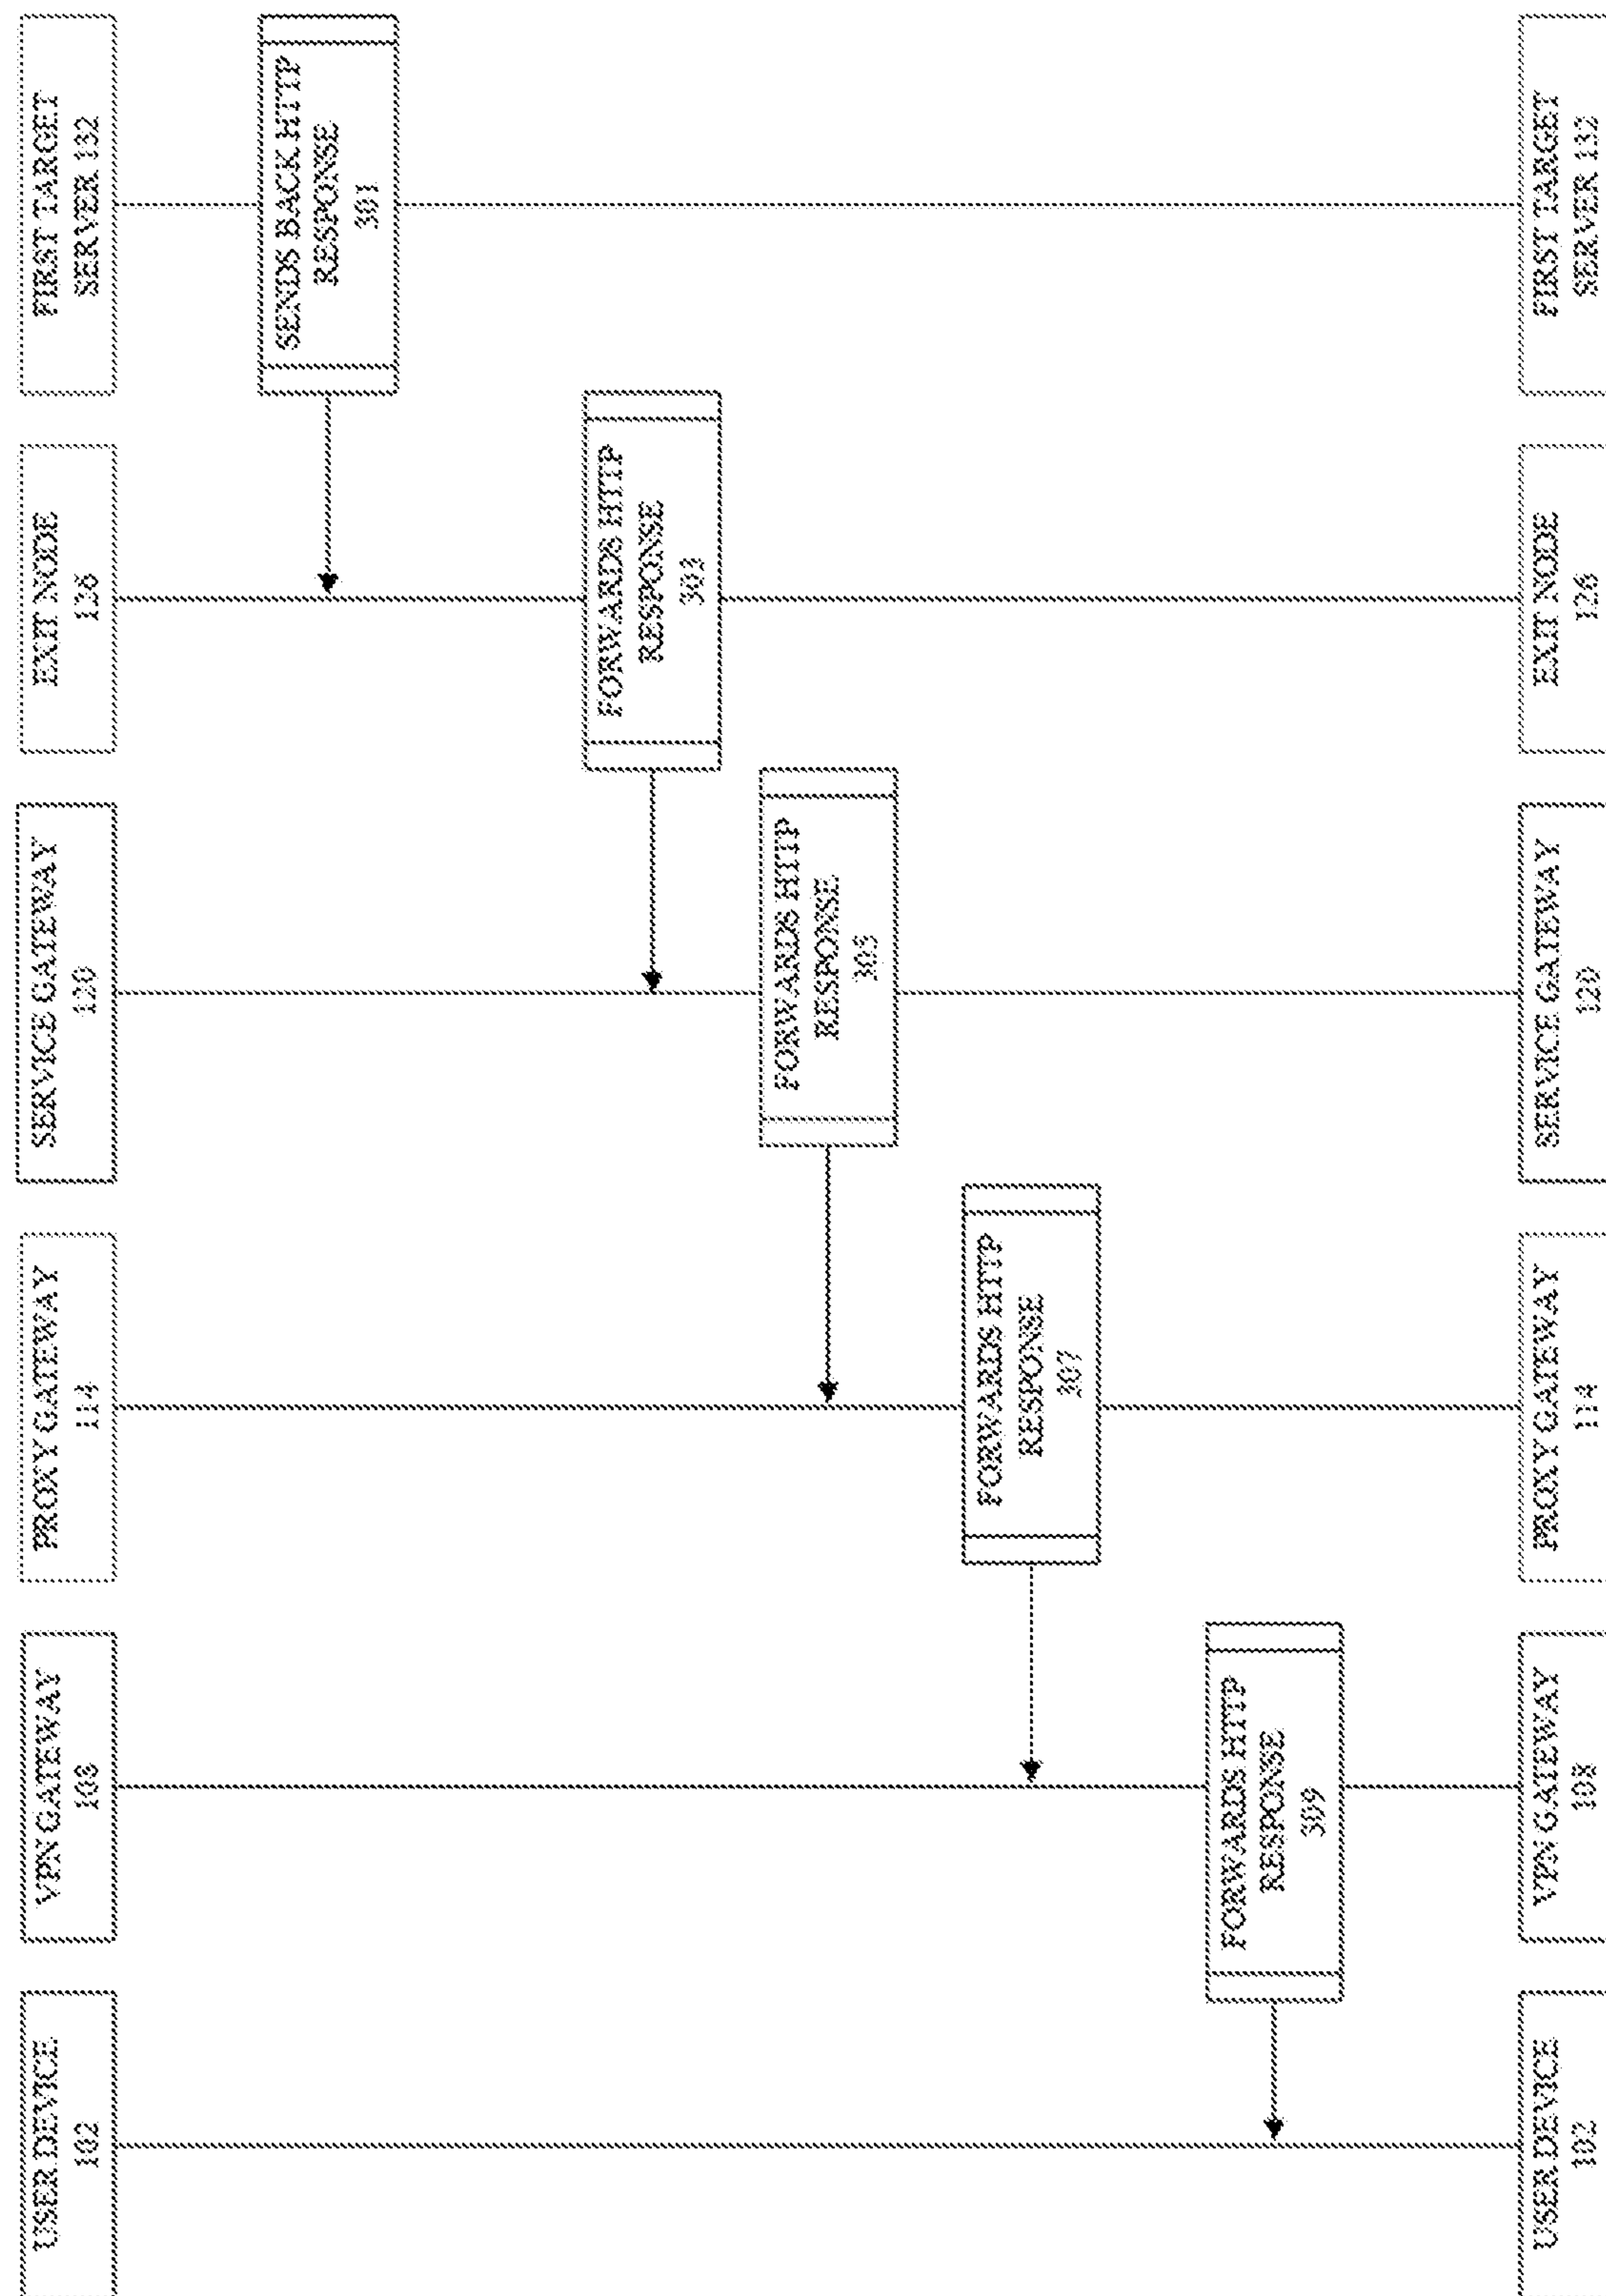 USER DEVICE
102
VPN GATEWAY
108
PROXY GATEWAY
114
SERVICE GATEWAY
120
EXIT NODE
126
FIRST TARGET
SERVER 132
SENDS BACK HTTP
RESPONSE
301
FORWARDS HTTP
RESPONSE
303
FORWARDS HTTP
RESPONSE
305
FORWARDS HTTP
RESPONSE
307
FORWARDS HTTP
RESPONSE
309
USER DEVICE
102
VPN GATEWAY
108
PROXY GATEWAY
114
SERVICE GATEWAY
120
EXIT NODE
126
FIRST TARGET
SERVER 132